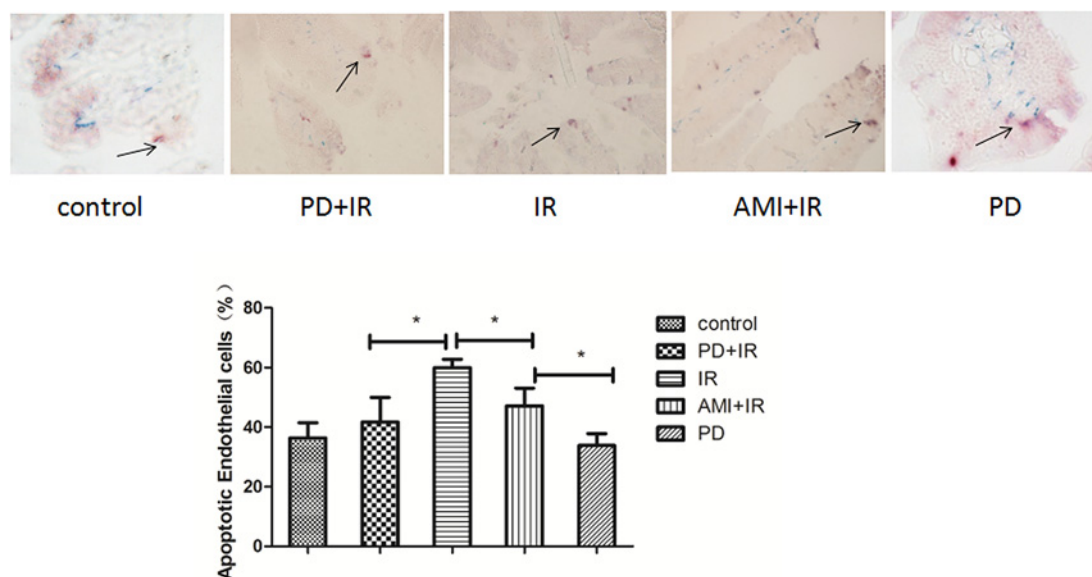 control PD+IR IR AMI+IR PD
Apoptotic Endothelial cells (%)
80
60
40
20
0
* * *
control
PD+IR
IR
AMI+IR
PD